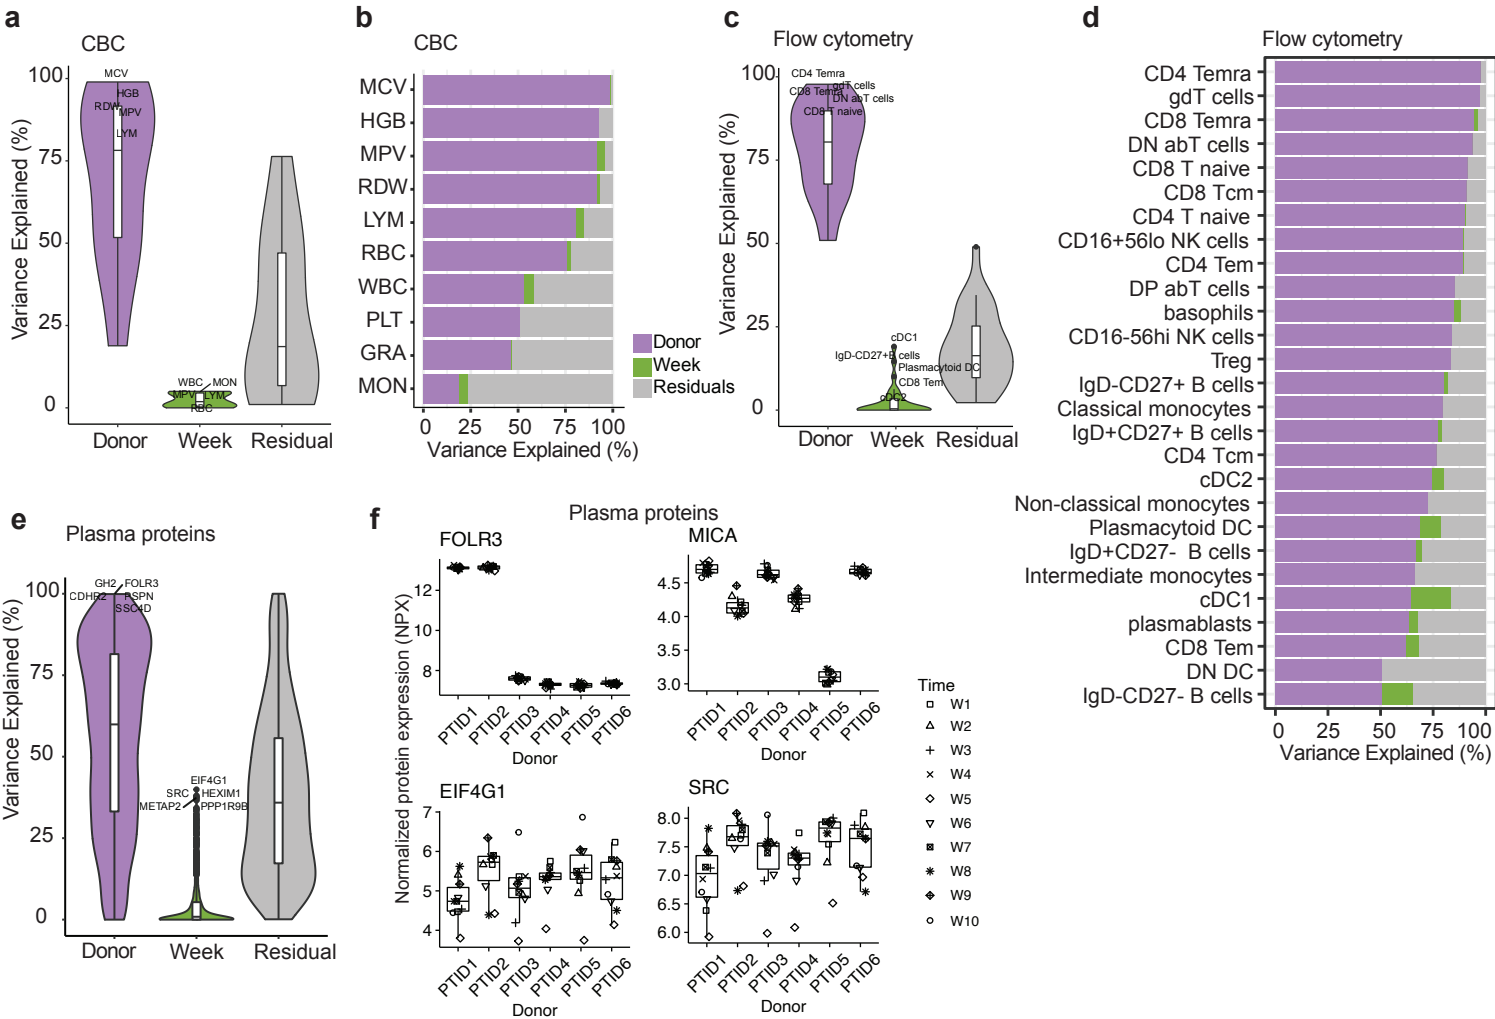 a
CBC
Variance Explained (%)
100
75
50
25
0
MCV
HGB
RDW
MPV
LYM
WBC
MON
MPV
LYM
RBC
Donor
Week
Residual
b
CBC
MCV
HGB
MPV
RDW
LYM
RBC
WBC
PLT
GRA
MON
0
25
50
75
100
Variance Explained (%)
Donor
Week
Residuals
c
Flow cytometry
Variance Explained (%)
100
75
50
25
0
CD4 Temra
gdT cells
CD8 Temra
DN abT cells
CD8 T naive
cDC1
IgD-CD27+B cells
Plasmacytoid DC
CD8 Tem
cDC2
Donor
Week
Residual
d
Flow cytometry
CD4 Temra
gdT cells
CD8 Temra
DN abT cells
CD8 T naive
CD8 Tcm
CD4 T naive
CD16+56lo NK cells
CD4 Tem
DP abT cells
basophils
CD16-56hi NK cells
Treg
IgD-CD27+ B cells
Classical monocytes
IgD+CD27+ B cells
CD4 Tcm
cDC2
Non-classical monocytes
Plasmacytoid DC
IgD+CD27- B cells
Intermediate monocytes
cDC1
plasmablasts
CD8 Tem
DN DC
IgD-CD27- B cells
0
25
50
75
100
Variance Explained (%)
e
Plasma proteins
Variance Explained (%)
100
75
50
25
0
GH2
FOLR3
CDHR2
PSPN
SSC4D
EIF4G1
SRC
HEXIM1
METAP2
PPP1R9B
Donor
Week
Residual
f
Plasma proteins
Normalized protein expression (NPX)
FOLR3
12
10
8
PTID1
PTID2
PTID3
PTID4
PTID5
PTID6
Donor
MICA
4.5
4.0
3.5
3.0
PTID1
PTID2
PTID3
PTID4
PTID5
PTID6
Donor
EIF4G1
7
6
5
4
PTID1
PTID2
PTID3
PTID4
PTID5
PTID6
Donor
SRC
8.0
7.5
7.0
6.5
6.0
PTID1
PTID2
PTID3
PTID4
PTID5
PTID6
Donor
Time
W1
W2
W3
W4
W5
W6
W7
W8
W9
W10